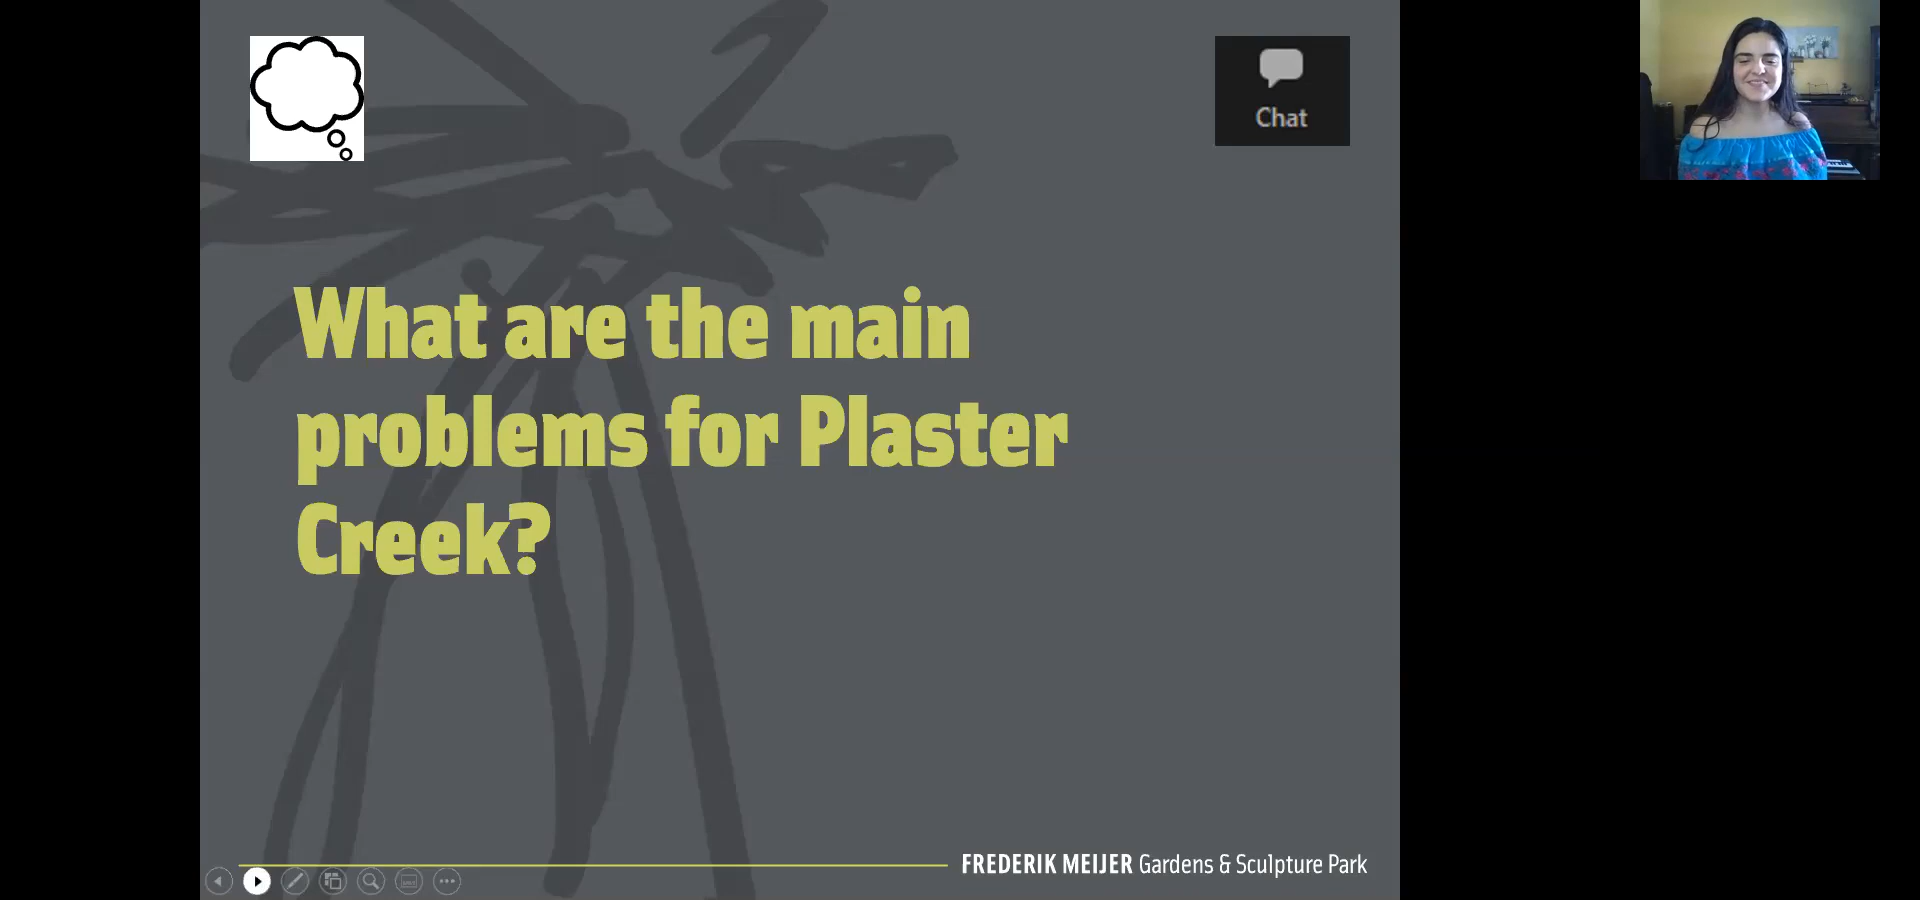 Chat
What are the main
problems for Plaster
Creek?
FREDERIK MEIJER Gardens & Sculpture Park